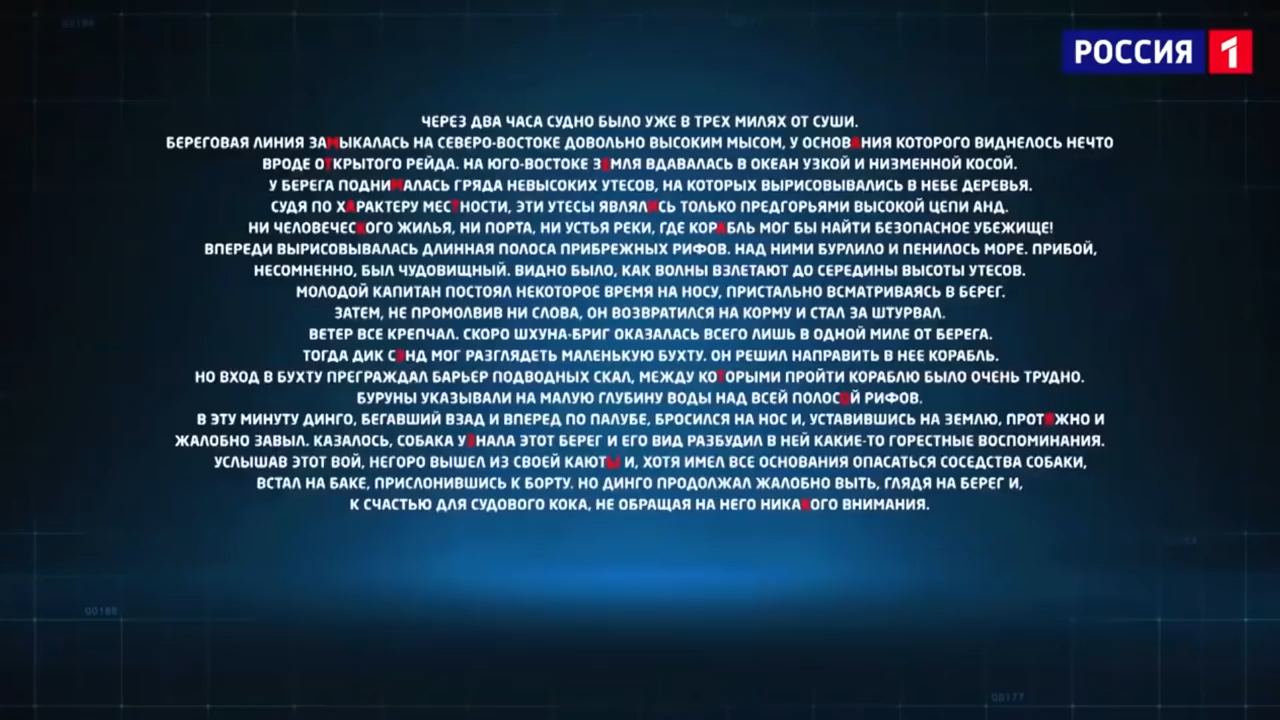 00186
РОССИЯ 1
ЧЕРЕЗ ДВА ЧАСА СУДНО БЫЛО УЖЕ В ТРЕХ МИЛЯХ ОТ СУШИ.
БЕРЕГОВАЯ ЛИНИЯ ЗАМЫКАЛАСЬ НА СЕВЕРО-ВОСТОКЕ ДОВОЛЬНО ВЫСОКИМ МЫСОМ, У ОСНОВАНИЯ КОТОРОГО ВИДНЕЛОСЬ НЕЧТО
ВРОДЕ ОТКРЫТОГО РЕЙДА. НА ЮГО-ВОСТОКЕ ЗЕМЛЯ ВДАВАЛАСЬ В ОКЕАН УЗКОЙ И НИЗМЕННОЙ КОСОЙ.
У БЕРЕГА ПОДНИМАЛАСЬ ГРЯДА НЕВЫСОКИХ УТЕСОВ, НА КОТОРЫХ ВЫРИСОВЫВАЛИСЬ В НЕБЕ ДЕРЕВЬЯ.
СУДЯ ПО ХАРАКТЕРУ МЕСТНОСТИ, ЭТИ УТЕСЫ ЯВЛЯЛИСЬ ТОЛЬКО ПРЕДГОРЬЯМИ ВЫСОКОЙ ЦЕПИ АНД.
НИ ЧЕЛОВЕЧЕСКОГО ЖИЛЬЯ, НИ ПОРТА, НИ УСТЬЯ РЕКИ, ГДЕ КОРАБЛЬ МОГ БЫ НАЙТИ БЕЗОПАСНОЕ УБЕЖИЩЕ!
ВПЕРЕДИ ВЫРИСОВЫВАЛАСЬ ДЛИННАЯ ПОЛОСА ПРИБРЕЖНЫХ РИФОВ. НАД НИМИ БУРЛИЛО И ПЕНИЛОСЬ МОРЕ. ПРИБОЙ,
НЕСОМНЕННО, БЫЛ ЧУДОВИЩНЫЙ. ВИДНО БЫЛО, КАК ВОЛНЫ ВЗЛЕТАЮТ ДО СЕРЕДИНЫ ВЫСОТЫ УТЕСОВ.
МОЛОДОЙ КАПИТАН ПОСТОЯЛ НЕКОТОРОЕ ВРЕМЯ НА НОСУ, ПРИСТАЛЬНО ВСМАТРИВАЯСЬ В БЕРЕГ.
ЗАТЕМ, НЕ ПРОМОЛВИВ НИ СЛОВА, ОН ВОЗВРАТИЛСЯ НА КОРМУ И СТАЛ ЗА ШТУРВАЛ.
ВЕТЕР ВСЕ КРЕПЧАЛ. СКОРО ШХУНА-БРИГ ОКАЗАЛАСЬ ВСЕГО ЛИШЬ В ОДНОЙ МИЛЕ ОТ БЕРЕГА.
ТОГДА ДИК СЭНД МОГ РАЗГЛЯДЕТЬ МАЛЕНЬКУЮ БУХТУ. ОН РЕШИЛ НАПРАВИТЬ В НЕЕ КОРАБЛЬ.
НО ВХОД В БУХТУ ПРЕГРАЖДАЛ БАРЬЕР ПОДВОДНЫХ СКАЛ, МЕЖДУ КОТОРЫМИ ПРОЙТИ КОРАБЛЮ БЫЛО ОЧЕНЬ ТРУДНО.
БУРУНЫ УКАЗЫВАЛИ НА МАЛУЮ ГЛУБИНУ ВОДЫ НАД ВСЕЙ ПОЛОСОЙ РИФОВ.
В ЭТУ МИНУТУ ДИНГО, БЕГАВШИЙ ВЗАД И ВПЕРЕД ПО ПАЛУБЕ, БРОСИЛСЯ НА НОС И, УСТАВИВШИСЬ НА ЗЕМЛЮ, ПРОТЯЖНО И
ЖАЛОБНО ЗАВЫЛ. КАЗАЛОСЬ, СОБАКА УЗНАЛА ЭТОТ БЕРЕГ И ЕГО ВИД РАЗБУДИЛ В НЕЙ КАКИЕ-ТО ГОРЕСТНЫЕ ВОСПОМИНАНИЯ.
УСЛЫШАВ ЭТОТ ВОЙ, НЕГОРО ВЫШЕЛ ИЗ СВОЕЙ КАЮТЫ И, ХОТЯ ИМЕЛ ВСЕ ОСНОВАНИЯ ОПАСАТЬСЯ СОСЕДСТВА СОБАКИ,
ВСТАЛ НА БАКЕ, ПРИСЛОНИВШИСЬ К БОРТУ. НО ДИНГО ПРОДОЛЖАЛ ЖАЛОБНО ВЫТЬ, ГЛЯДЯ НА БЕРЕГ И,
К СЧАСТЬЮ ДЛЯ СУДОВОГО КОКА, НЕ ОБРАЩАЯ НА НЕГО НИКАКОГО ВНИМАНИЯ.
00188
00177